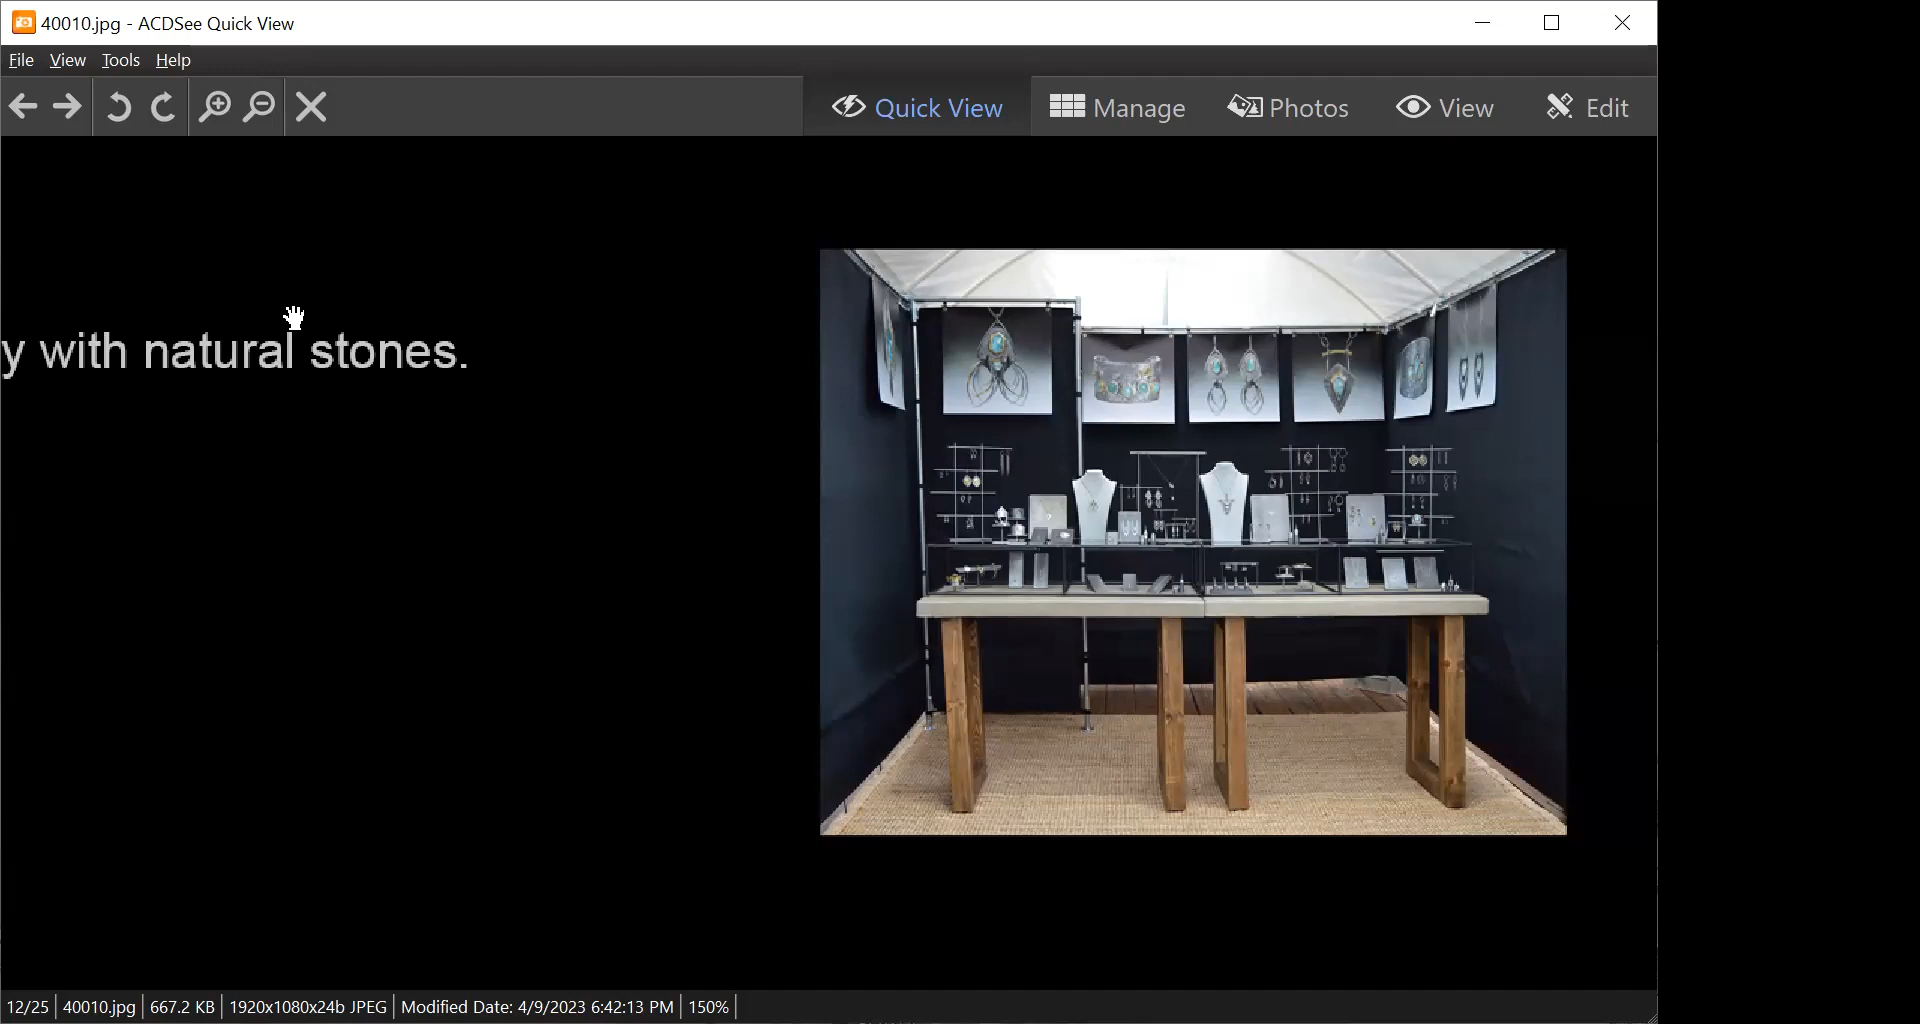 40010.jpg - ACDSee Quick View
File View Tools Help
Quick View Manage Photos View Edit
y with natural stones.
12/25 40010.jpg 667.2 KB 1920x1080x24b JPEG Modified Date: 4/9/2023 6:42:13 PM 150%